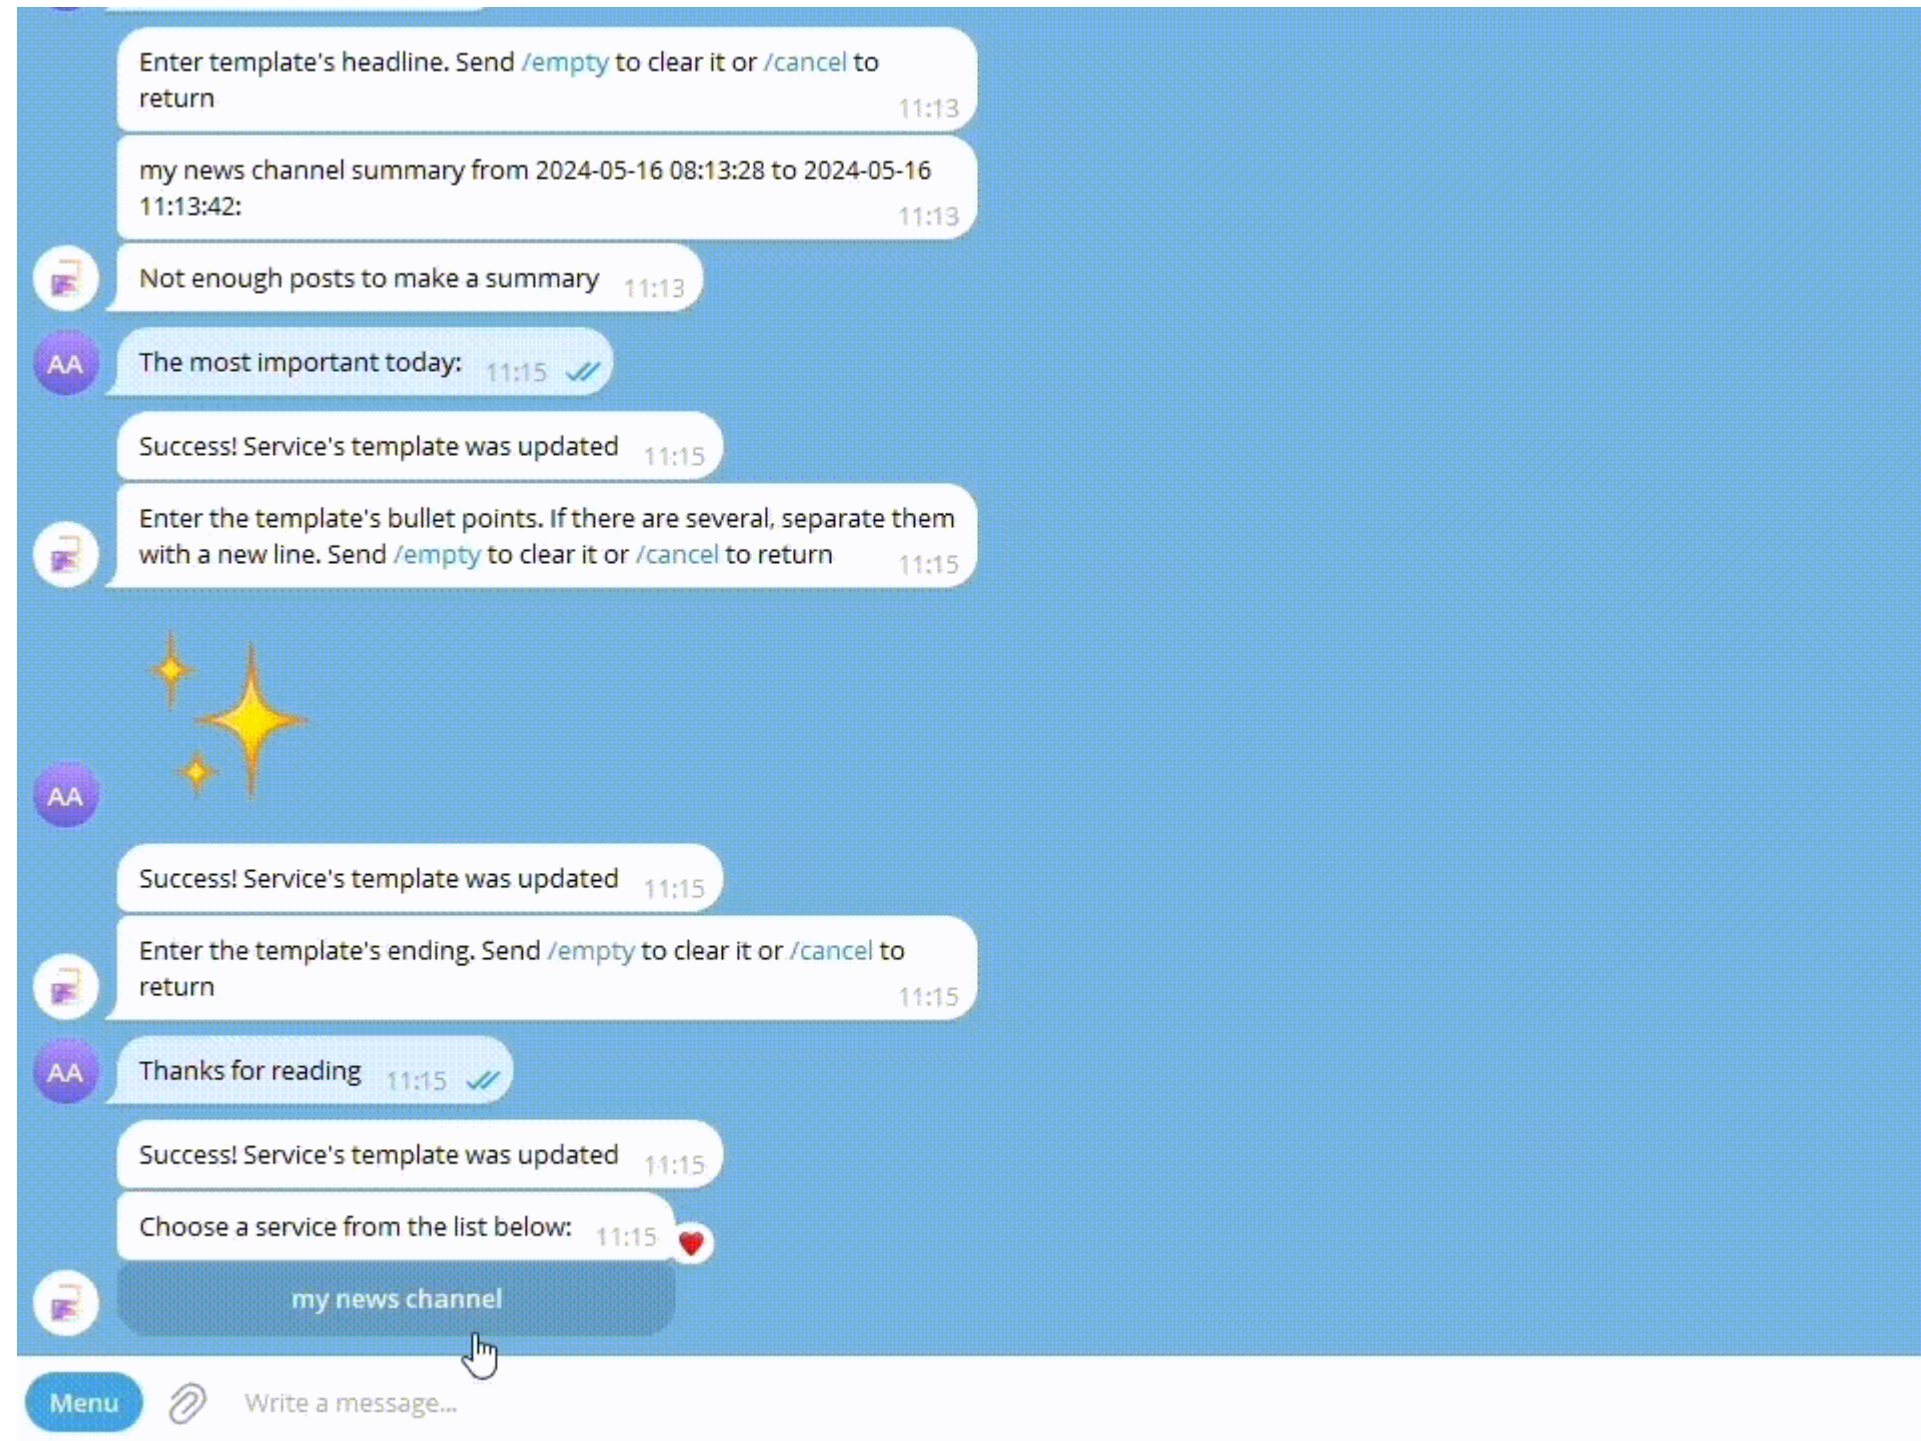 Enter template's headline. Send /empty to clear it or /cancel to
return
11:13
my news channel summary from 2024-05-16 08:13:28 to 2024-05-16
11:13:42:
11:13
Not enough posts to make a summary 11:13
AA
The most important today: 11:15
Success! Service's template was updated 11:15
Enter the template's bullet points. If there are several, separate them
with a new line. Send /empty to clear it or /cancel to return
11:15
AA
Success! Service's template was updated 11:15
Enter the template's ending. Send /empty to clear it or /cancel to
return
11:15
AA
Thanks for reading 11:15
Success! Service's template was updated 11:15
Choose a service from the list below: 11:15
my news channel
Menu
Write a message...